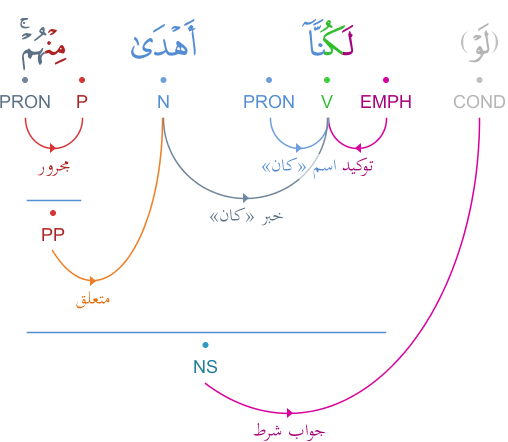 (لَوْ) لَكُنَّآ أَهْدَىٰ مِنْهُمْ ۚ
COND EMPH V PRON N P PRON
توكيد اسم «كان» مجرور
خبر «كان»
PP
متعلق
NS
جواب شرط